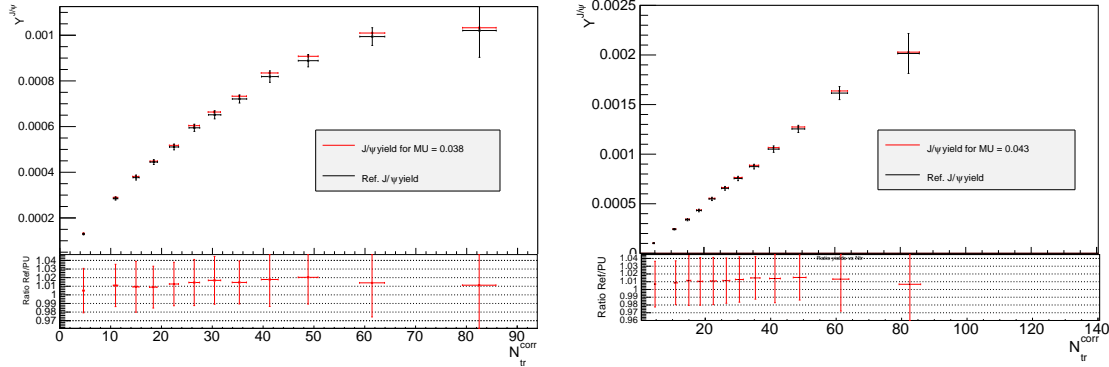 Y^{J/ψ}
0.001
0.0008
0.0006
0.0004
0.0002
J/ψ yield for MU = 0.038
Ref. J/ψ yield
Ratio Ref/PU
1.04
1.03
1.02
1.01
1
0.99
0.98
0.97
0 10 20 30 40 50 60 70 80 90
N_{tr}^{corr}
Y^{J/ψ}
0.0025
0.002
0.0015
0.001
0.0005
0
J/ψ yield for MU = 0.043
Ref. J/ψ yield
Ratio yields vs Ntr
Ratio Ref/PU
1.04
1.03
1.02
1.01
1
0.99
0.98
0.97
0.96
20 40 60 80 100 120 140
N_{tr}^{corr}